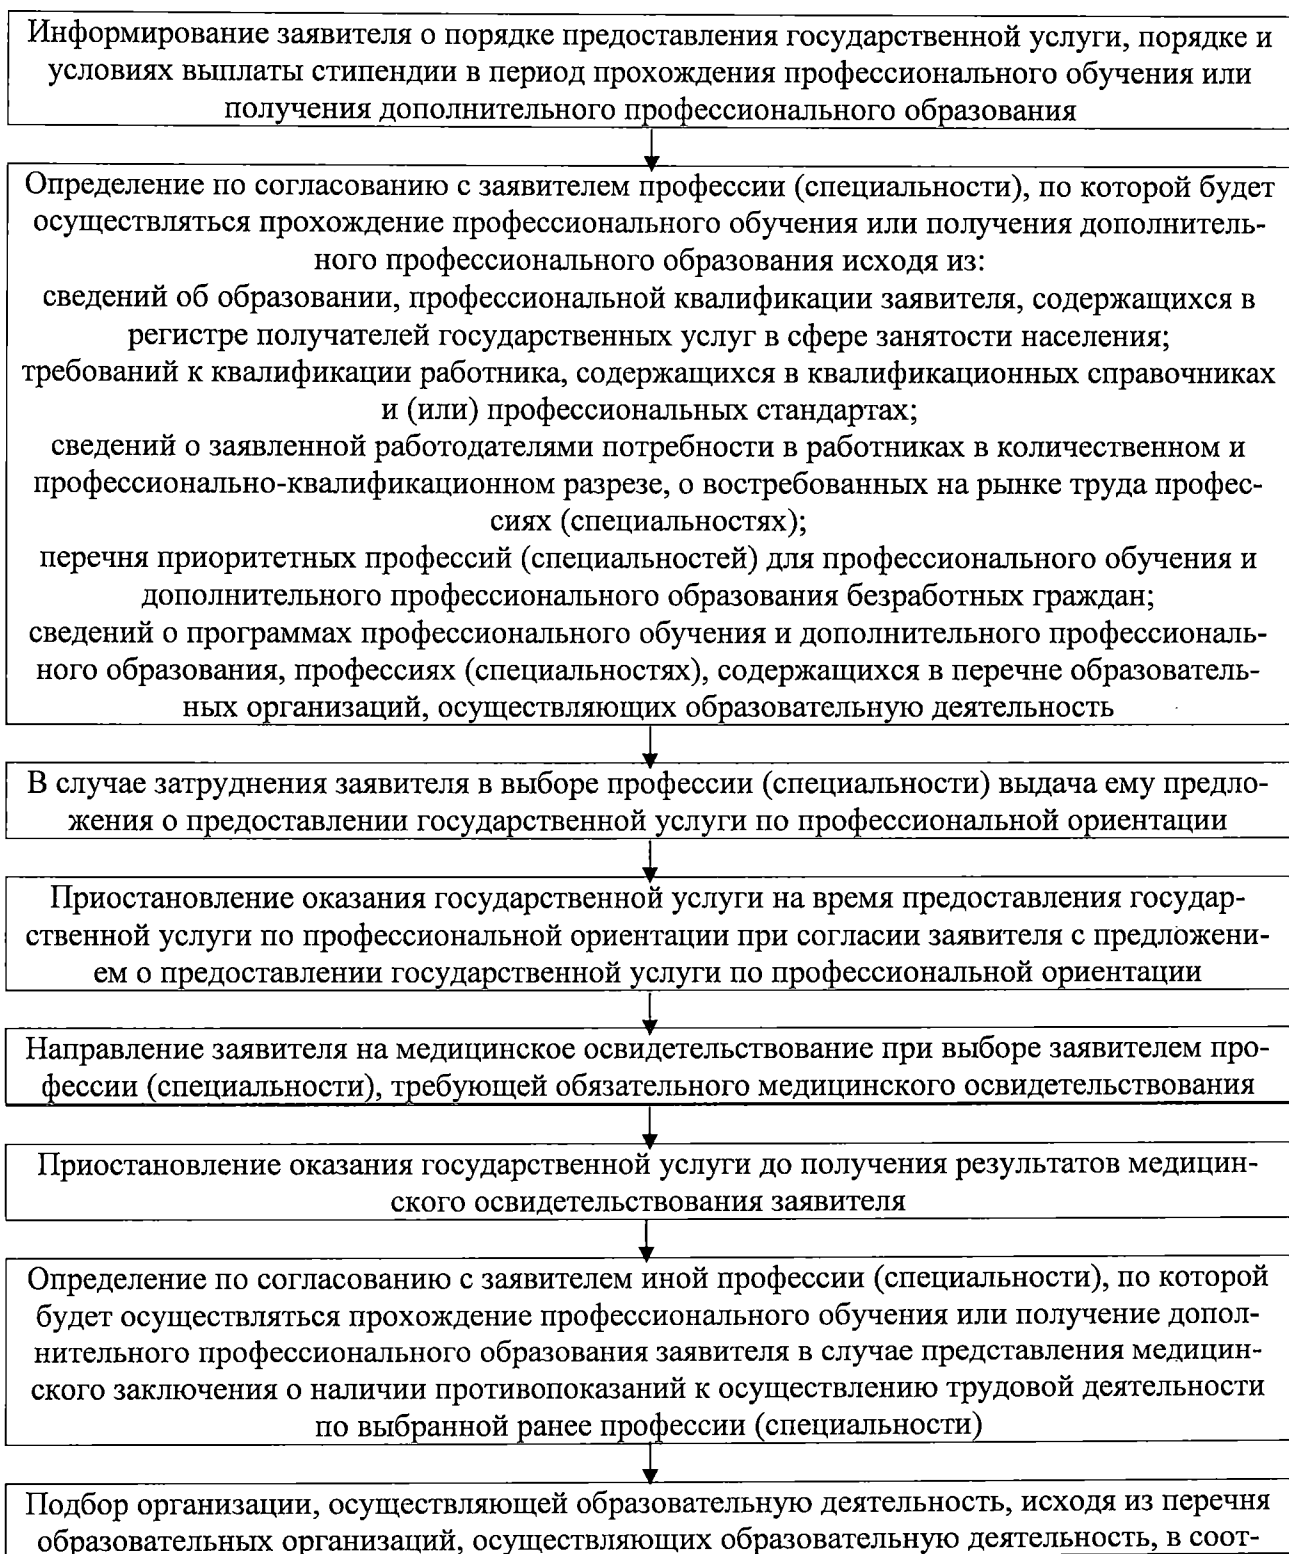 Информирование заявителя о порядке предоставления государственной услуги, порядке и
условиях выплаты стипендии в период прохождения профессионального обучения или
получения дополнительного профессионального образования
Определение по согласованию с заявителем профессии (специальности), по которой будет
осуществляться прохождение профессионального обучения или получения дополнитель-
ного профессионального образования исходя из:
сведений об образовании, профессиональной квалификации заявителя, содержащихся в
регистре получателей государственных услуг в сфере занятости населения;
требований к квалификации работника, содержащихся в квалификационных справочниках
и (или) профессиональных стандартах;
сведений о заявленной работодателями потребности в работниках в количественном и
профессионально-квалификационном разрезе, о востребованных на рынке труда профес-
сиях (специальностях);
перечня приоритетных профессий (специальностей) для профессионального обучения и
дополнительного профессионального образования безработных граждан;
сведений о программах профессионального обучения и дополнительного профессиональ-
ного образования, профессиях (специальностях), содержащихся в перечне образователь-
ных организаций, осуществляющих образовательную деятельность
В случае затруднения заявителя в выборе профессии (специальности) выдача ему предло-
жения о предоставлении государственной услуги по профессиональной ориентации
Приостановление оказания государственной услуги на время предоставления государ-
ственной услуги по профессиональной ориентации при согласии заявителя с предложени-
ем о предоставлении государственной услуги по профессиональной ориентации
Направление заявителя на медицинское освидетельствование при выборе заявителем про-
фессии (специальности), требующей обязательного медицинского освидетельствования
Приостановление оказания государственной услуги до получения результатов медицин-
ского освидетельствования заявителя
Определение по согласованию с заявителем иной профессии (специальности), по которой
будет осуществляться прохождение профессионального обучения или получение допол-
нительного профессионального образования заявителя в случае представления медицин-
ского заключения о наличии противопоказаний к осуществлению трудовой деятельности
по выбранной ранее профессии (специальности)
Подбор организации, осуществляющей образовательную деятельность, исходя из перечня
образовательных организаций, осуществляющих образовательную деятельность, в соот-